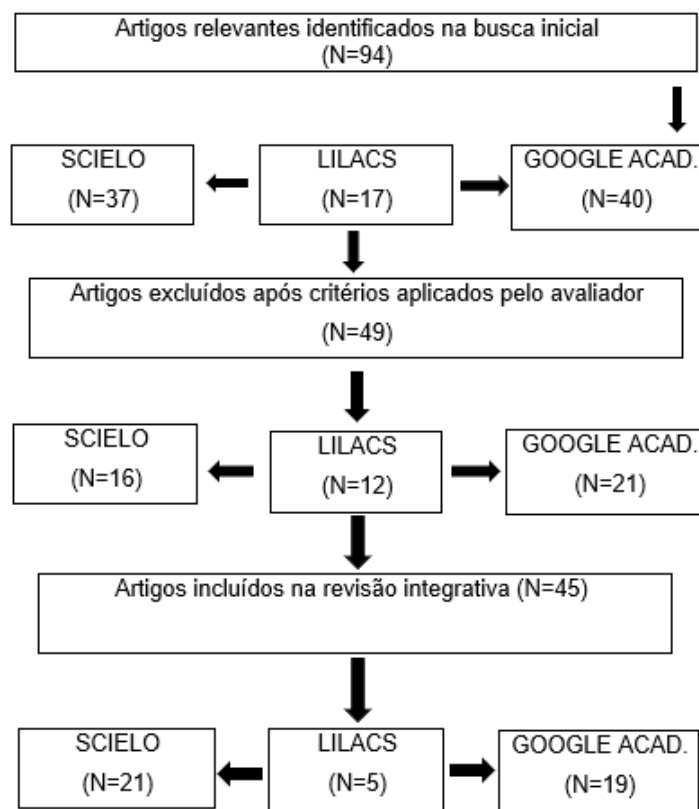 Artigos relevantes identificados na busca inicial
(N=94)
SCIELO
(N=37)
LILACS
(N=17)
GOOGLE ACAD.
(N=40)
Artigos excluídos após critérios aplicados pelo avaliador
(N=49)
SCIELO
(N=16)
LILACS
(N=12)
GOOGLE ACAD.
(N=21)
Artigos incluídos na revisão integrativa (N=45)
SCIELO
(N=21)
LILACS
(N=5)
GOOGLE ACAD.
(N=19)